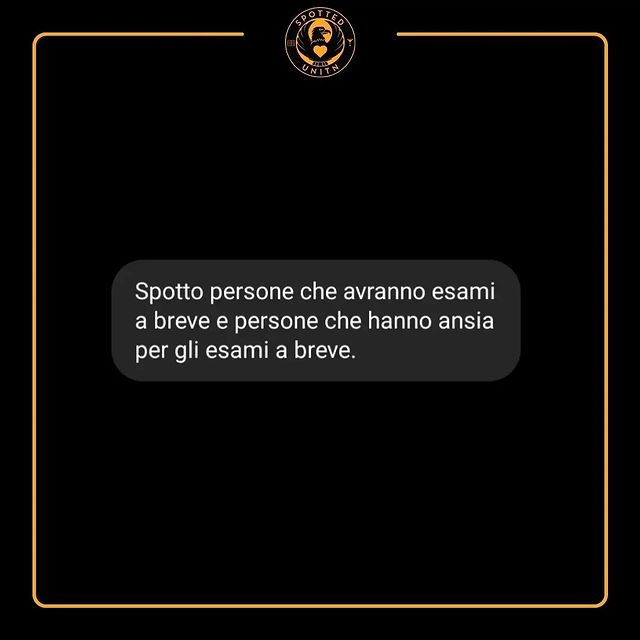 SPOTTED
UNITN
Spotto persone che avranno esami
a breve e persone che hanno ansia
per gli esami a breve.